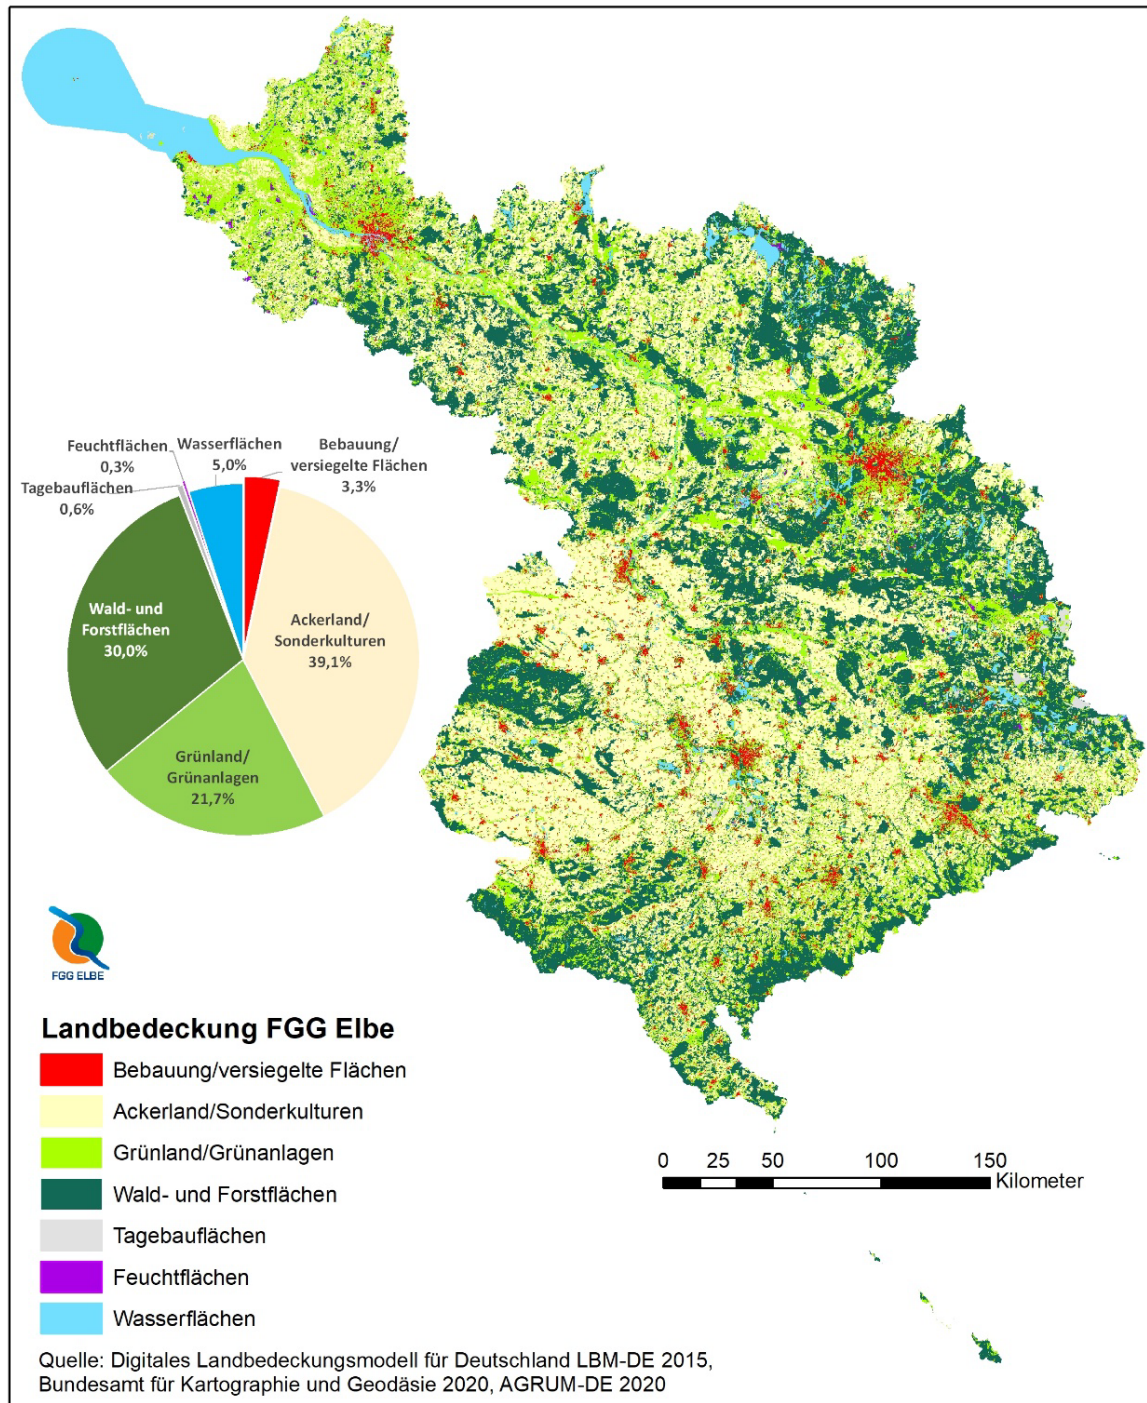 Feuchtflächen
0,3%
Wasserflächen
5,0%
Bebauung/
versiegelte Flächen
3,3%
Tagebauflächen
0,6%
Wald- und
Forstflächen
30,0%
Ackerland/
Sonderkulturen
39,1%
Grünland/
Grünanlagen
21,7%
FGG ELBE
Landbedeckung FGG Elbe
Bebauung/versiegelte Flächen
Ackerland/Sonderkulturen
Grünland/Grünanlagen
Wald- und Forstflächen
Tagebauflächen
Feuchtflächen
Wasserflächen
0 25 50 100 150
Kilometer
Quelle: Digitales Landbedeckungsmodell für Deutschland LBM-DE 2015,
Bundesamt für Kartographie und Geodäsie 2020, AGRUM-DE 2020